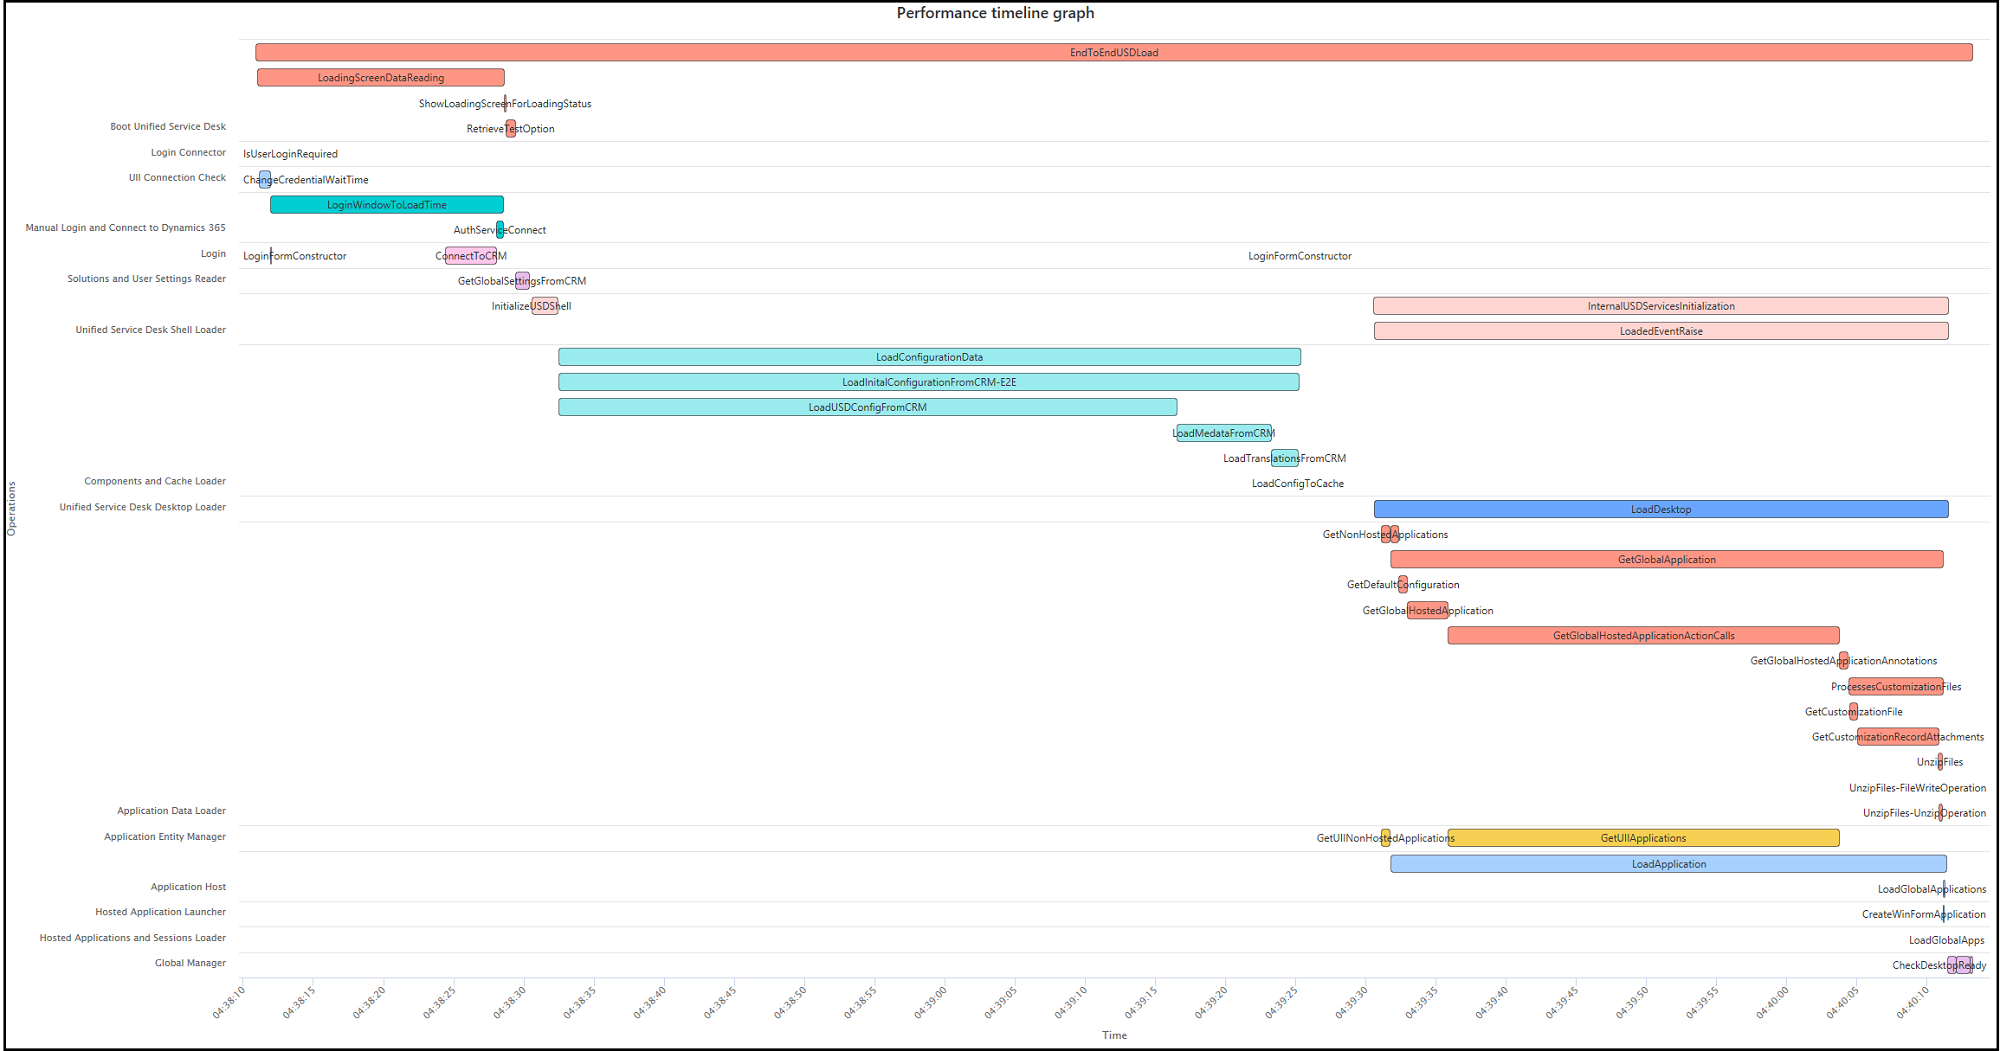 Performance timeline graph
EndToEndUSDLoad
LoadingScreenDataReading
ShowLoadingScreenForLoadingStatus
Boot Unified Service Desk
RetrieveTestOption
Login Connector
IsUserLoginRequired
UII Connection Check
ChangeCredentialWaitTime
LoginWindowToLoadTime
Manual Login and Connect to Dynamics 365
AuthServiceConnect
Login
LoginFormConstructor
ConnectToCRM
LoginFormConstructor
Solutions and User Settings Reader
GetGlobalSettingsFromCRM
InitializeUSDShell
InternalUSDServicesInitialization
Unified Service Desk Shell Loader
LoadedEventRaise
LoadConfigurationData
LoadInitalConfigurationFromCRM-E2E
LoadUSDConfigFromCRM
LoadMedataFromCRM
LoadTranslationsFromCRM
Components and Cache Loader
LoadConfigToCache
Operations
Unified Service Desk Desktop Loader
LoadDesktop
GetNonHostedApplications
GetGlobalApplication
GetDefaultConfiguration
GetGlobalHostedApplication
GetGlobalHostedApplicationActionCalls
GetGlobalHostedApplicationAnnotations
ProcessesCustomizationFiles
GetCustomizationFile
GetCustomizationRecordAttachments
UnzipFiles
UnzipFiles-FileWriteOperation
Application Data Loader
UnzipFiles-UnzipOperation
Application Entity Manager
GetUIINonHostedApplications
GetUIIApplications
LoadApplication
Application Host
LoadGlobalApplications
Hosted Application Launcher
CreateWinFormApplication
Hosted Applications and Sessions Loader
LoadGlobalApps
Global Manager
CheckDesktopReady
04:38:10
04:38:15
04:38:20
04:38:25
04:38:30
04:38:35
04:38:40
04:38:45
04:38:50
04:38:55
04:39:00
04:39:05
04:39:10
04:39:15
04:39:20
04:39:25
04:39:30
04:39:35
04:39:40
04:39:45
04:39:50
04:39:55
04:40:00
04:40:05
04:40:10
Time